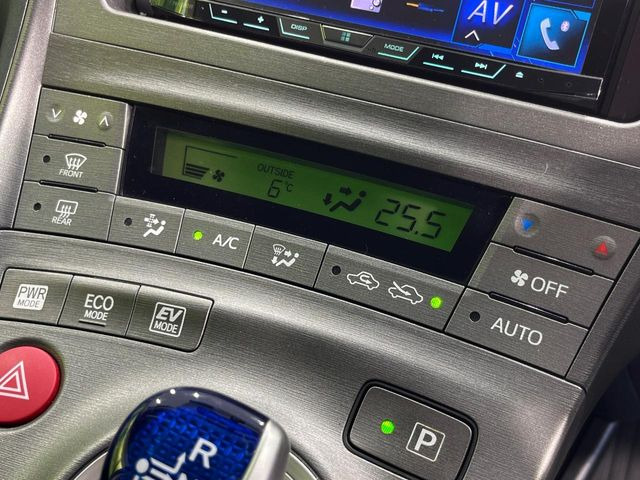 AV
DISP
MODE
FRONT
REAR
OUTSIDE
6°C
25.5
A/C
OFF
AUTO
PWR
MODE
ECO
MODE
EV
MODE
P
R